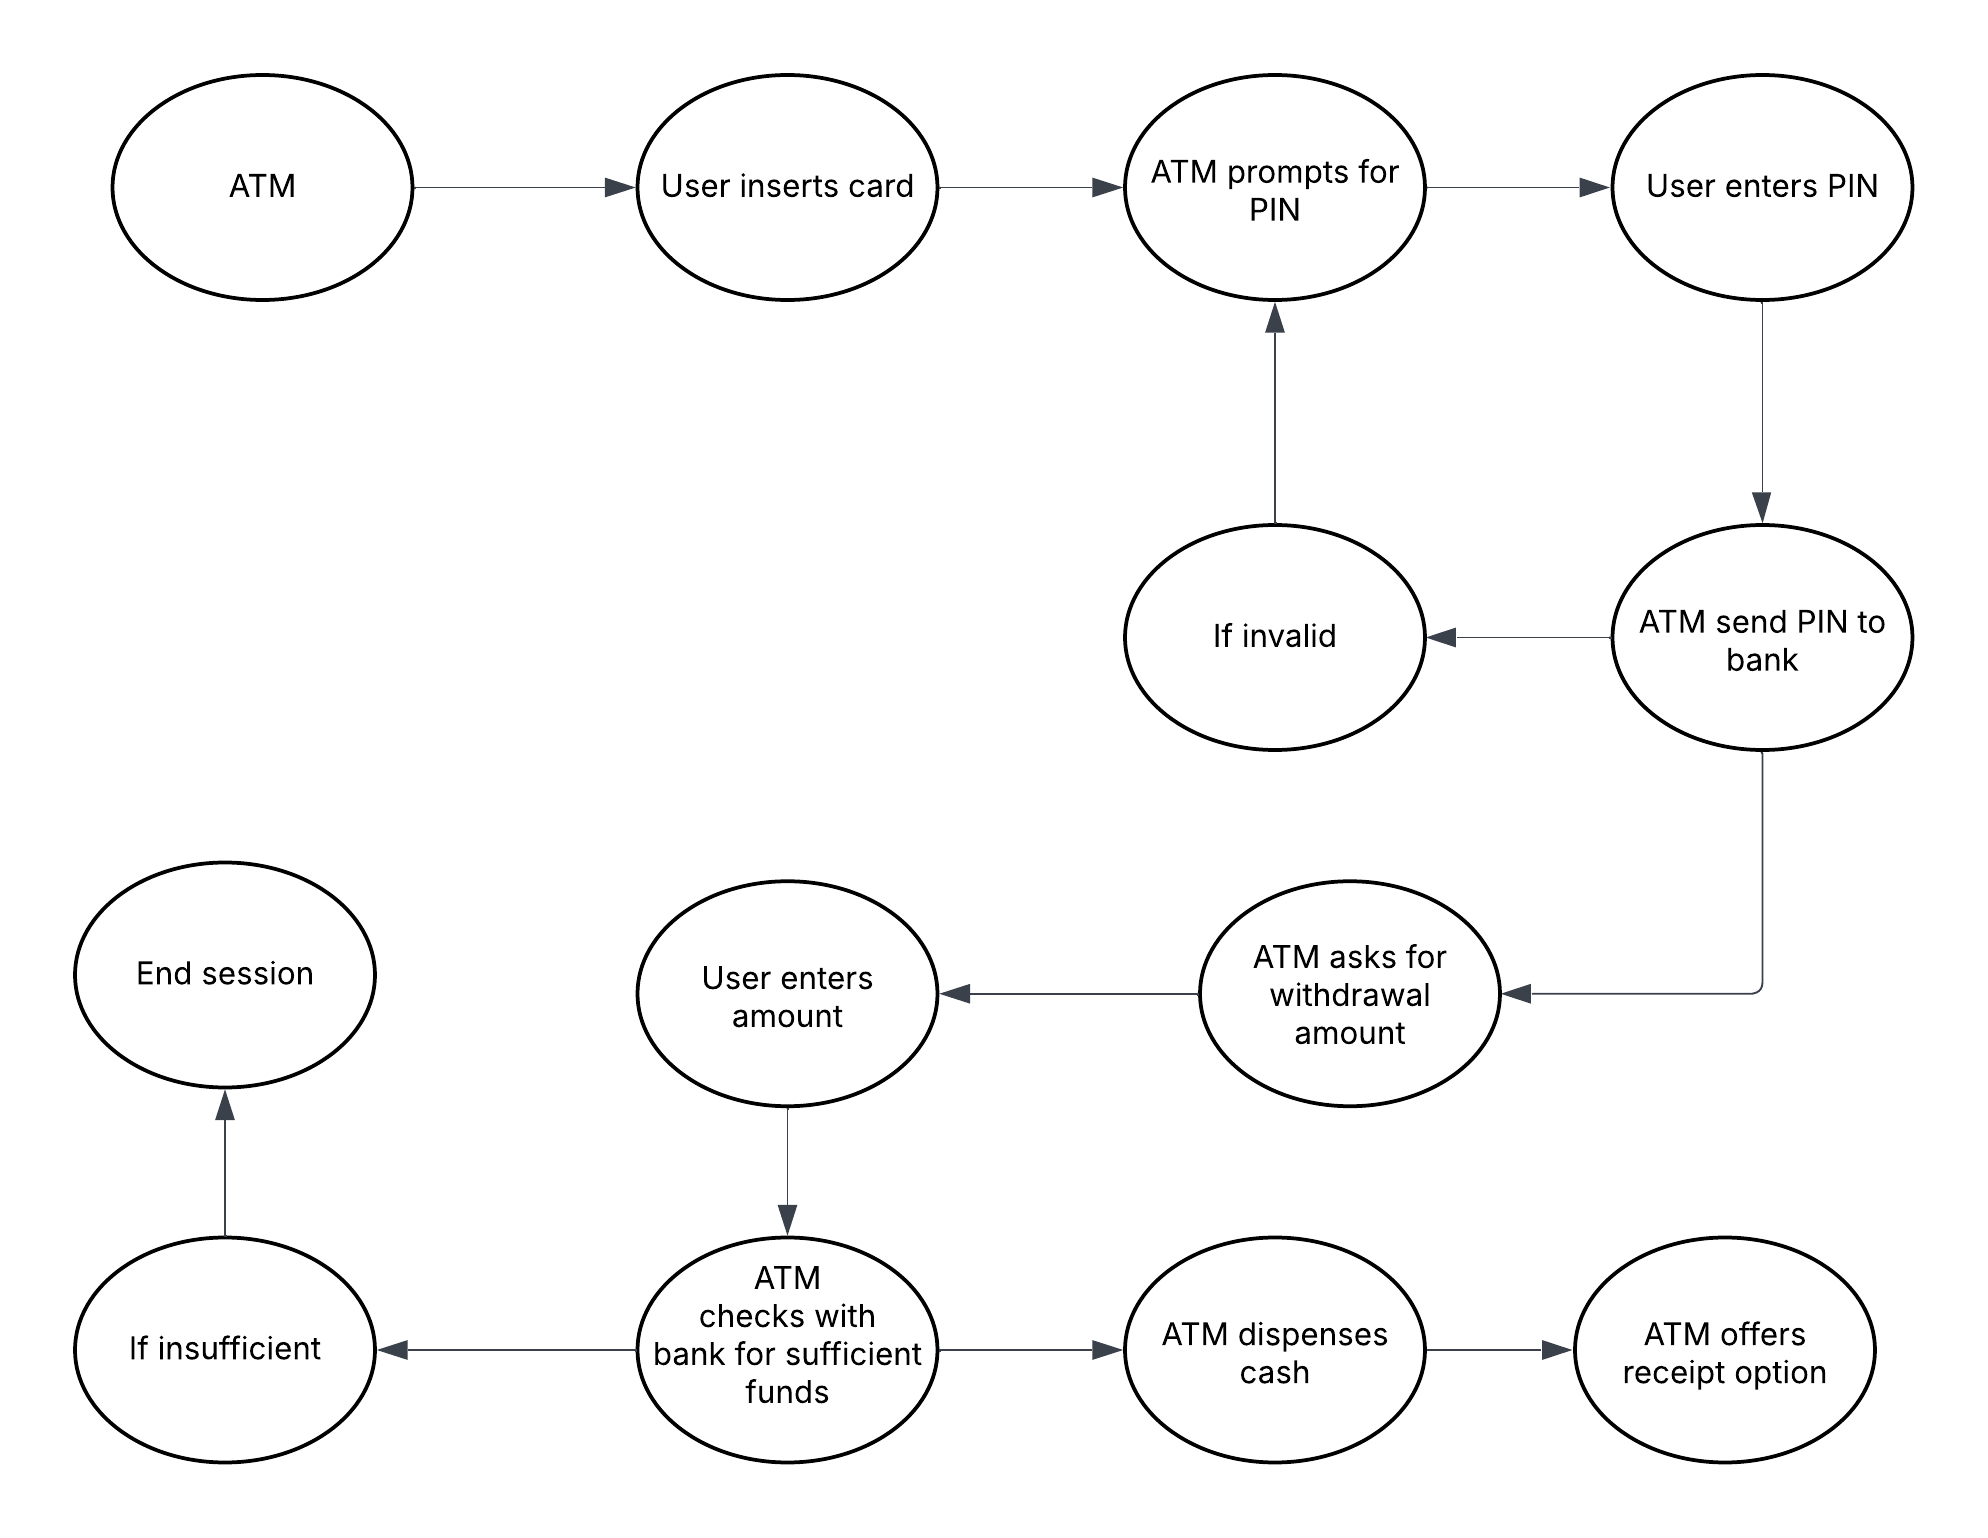 ATM
User inserts card
ATM prompts for
PIN
User enters PIN
If invalid
ATM send PIN to
bank
End session
User enters
amount
ATM asks for
withdrawal
amount
If insufficient
ATM
checks with
bank for sufficient
funds
ATM dispenses
cash
ATM offers
receipt option